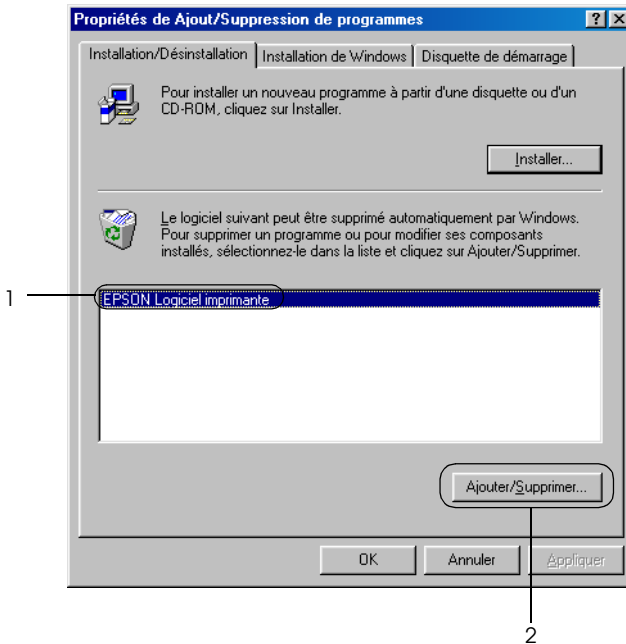 Propriétés de Ajout/Suppression de programmes
Installation/Désinstallation
Installation de Windows
Disquette de démarrage
Pour installer un nouveau programme à partir d'une disquette ou d'un
CD-ROM, cliquez sur Installer.
Installer...
Le logiciel suivant peut être supprimé automatiquement par Windows.
Pour supprimer un programme ou pour modifier ses composants
installés, sélectionnez-le dans la liste et cliquez sur Ajouter/Supprimer.
1
EPSON Logiciel imprimante
Ajouter/Supprimer...
OK
Annuler
Appliquer
2